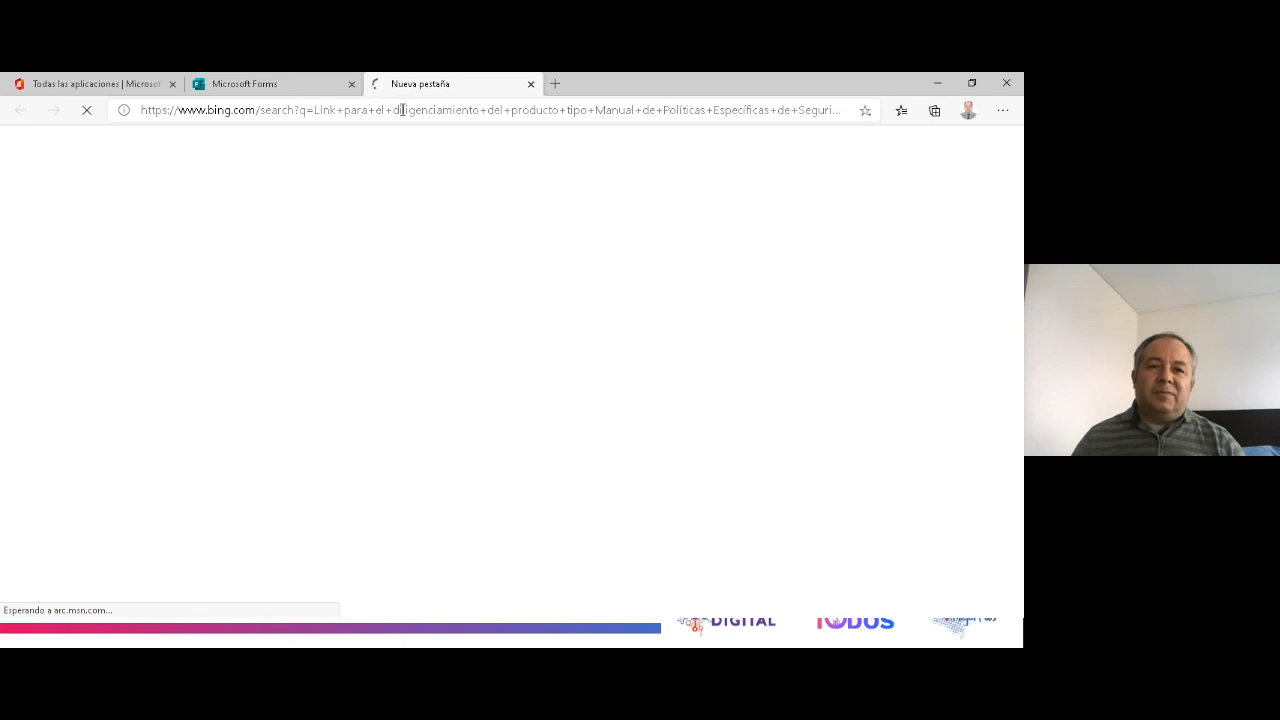 Todas las aplicaciones | Microsof
Microsoft Forms
Nueva pestaña
https://www.bing.com/search?q=Link+para+el+diligenciamiento+del+producto+tipo+Manual+de+Políticas+Específicas+de+Seguri...
Esperando a arc.msn.com...
DIGITAL
TODOS